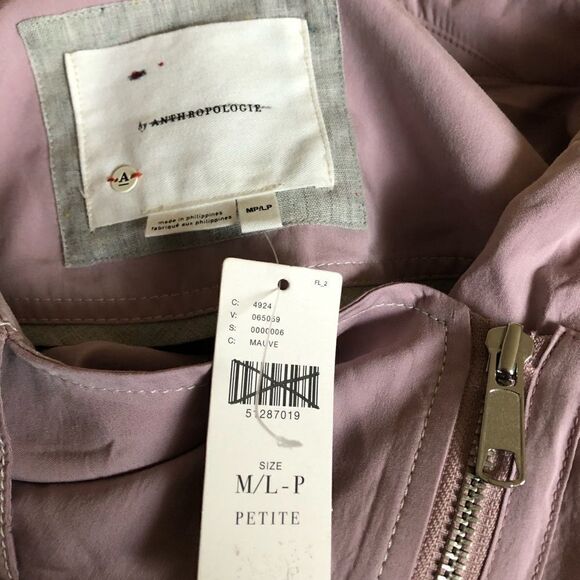 by ANTHROPOLOGIE
A
made in philippines
fabriqué aux philippines
MP/LP
FL_2
C: 4924
V: 065059
S: 0000006
C: MAUVE
51287019
SIZE
M/L-P
PETITE